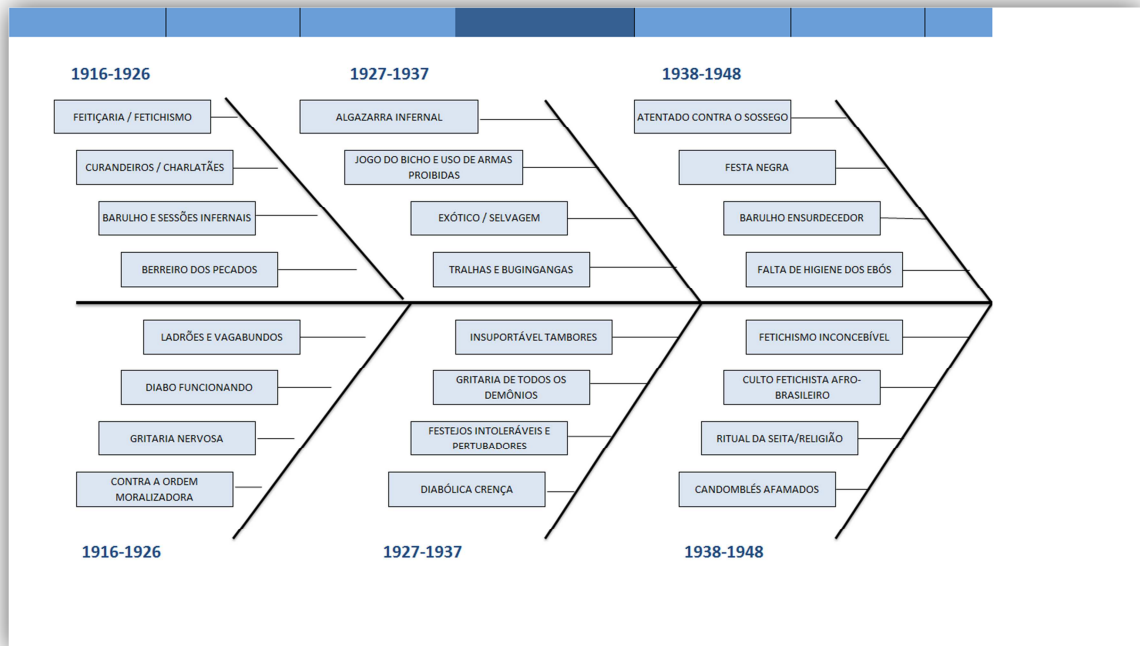 1916-1926
1927-1937
1938-1948
FEITIÇARIA / FETICHISMO
ALGAZARRA INFERNAL
ATENTADO CONTRA O SOSSEGO
CURANDEIROS / CHARLATÃES
JOGO DO BICHO E USO DE ARMAS
PROIBIDAS
FESTA NEGRA
BARULHO E SESSÕES INFERNAIS
EXÓTICO / SELVAGEM
BARULHO ENSURDECEDOR
BERREIRO DOS PECADOS
TRALHAS E BUGINGANGAS
FALTA DE HIGIENE DOS EBÓS
LADRÕES E VAGABUNDOS
INSUPORTÁVEL TAMBORES
FETICHISMO INCONCEBÍVEL
DIABO FUNCIONANDO
GRITARIA DE TODOS OS
DEMÔNIOS
CULTO FETICHISTA AFRO-
BRASILEIRO
GRITARIA NERVOSA
FESTEJOS INTOLERÁVEIS E
PERTUBADORES
RITUAL DA SEITA/RELIGIÃO
CONTRA A ORDEM
MORALIZADORA
DIABÓLICA CRENÇA
CANDOMBLÉS AFAMADOS
1916-1926
1927-1937
1938-1948